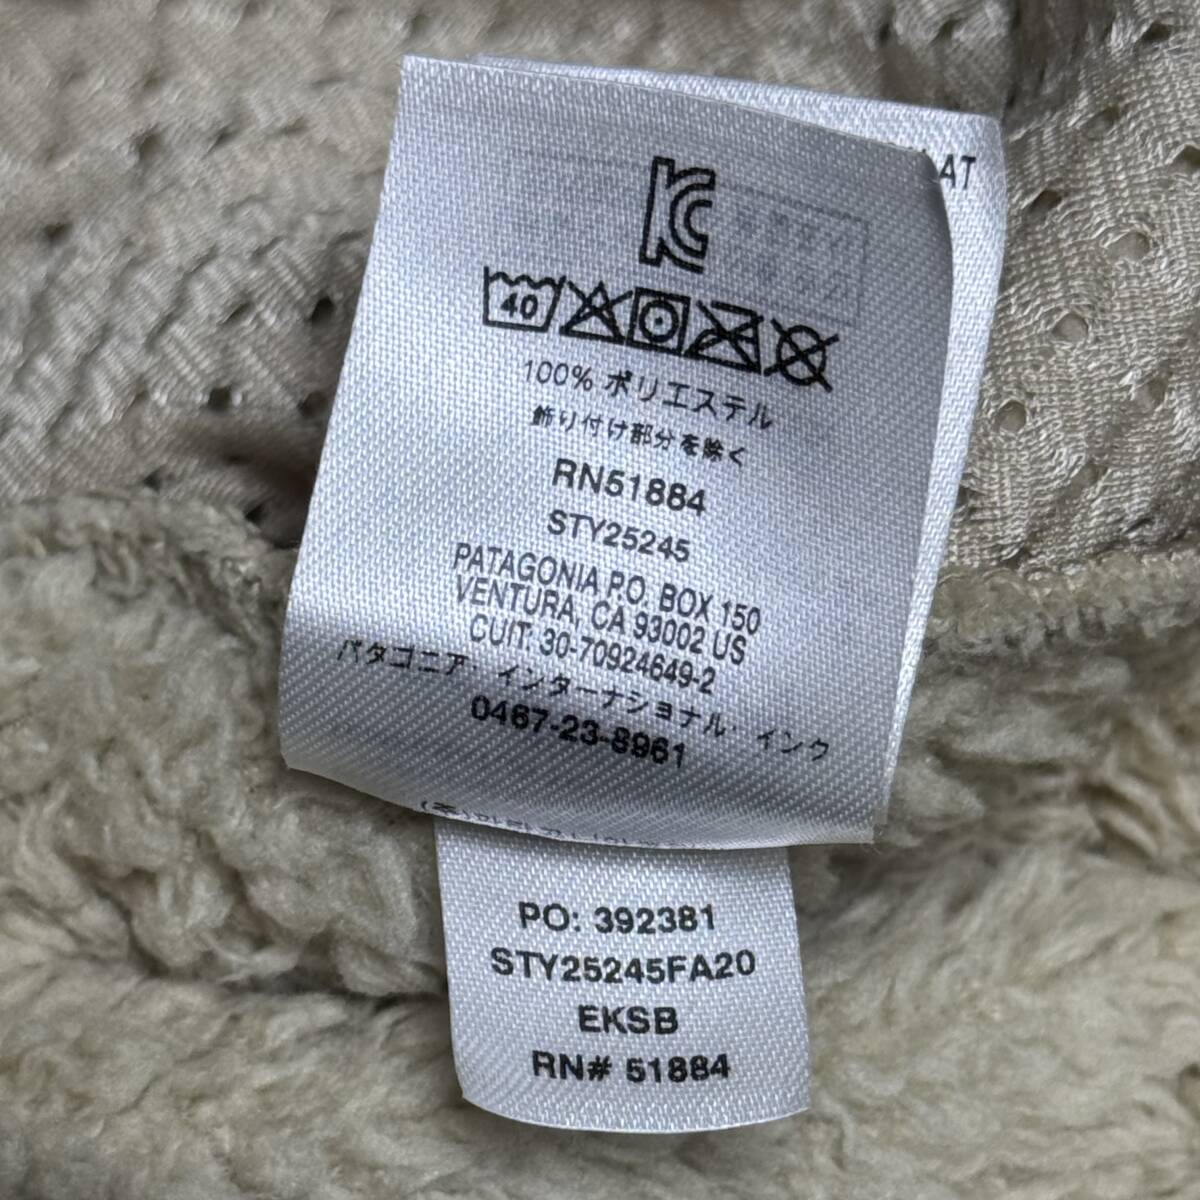 AT
40
100% ポリエステル
飾り付け部分を除く
RN51884
STY25245
PATAGONIA P.O. BOX 150
VENTURA, CA 93002 US
CUIT: 30-70924649-2
パタゴニア・インターナショナル・インク
0467-23-8961
PO: 392381
STY25245FA20
EKSB
RN# 51884